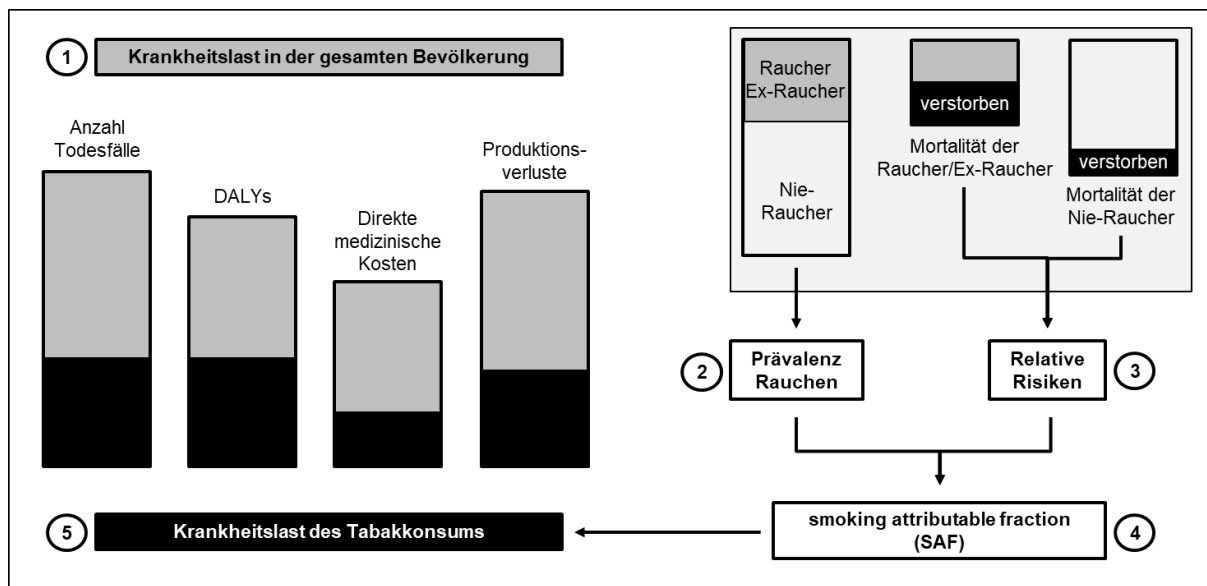 1
Krankheitslast in der gesamten Bevölkerung
Anzahl
Todesfälle
DALYs
Direkte
medizinische
Kosten
Produktions-
verluste
Raucher
Ex-Raucher
Nie-
Raucher
verstorben
Mortalität der
Raucher/Ex-Raucher
verstorben
Mortalität der
Nie-Raucher
2
Prävalenz
Rauchen
Relative
Risiken
3
5
Krankheitslast des Tabakkonsums
smoking attributable fraction
(SAF)
4